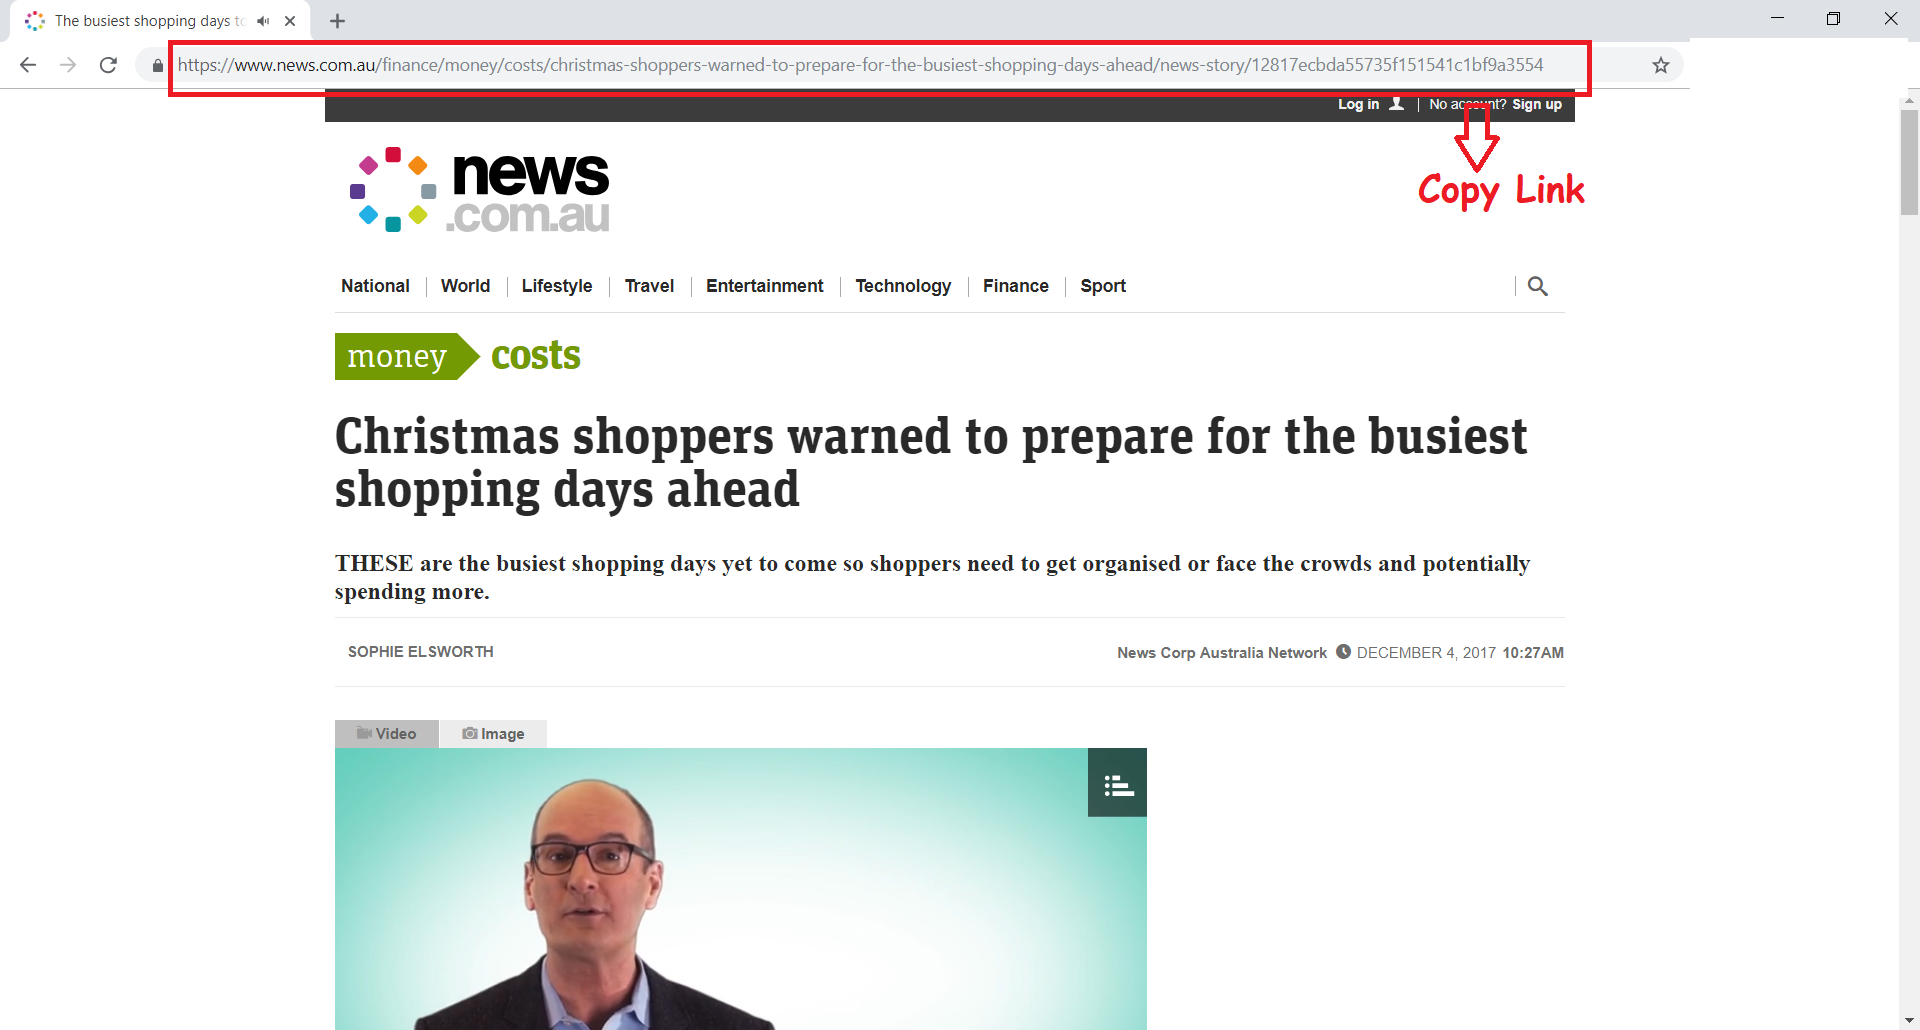 The busiest shopping days to
https://www.news.com.au/finance/money/costs/christmas-shoppers-warned-to-prepare-for-the-busiest-shopping-days-ahead/news-story/12817ecbda55735f151541c1bf9a3554
Log in | No account? Sign up
Copy Link
news
.com.au
National | World | Lifestyle | Travel | Entertainment | Technology | Finance | Sport
money costs
Christmas shoppers warned to prepare for the busiest
shopping days ahead
THESE are the busiest shopping days yet to come so shoppers need to get organised or face the crowds and potentially
spending more.
SOPHIE ELSWORTH
News Corp Australia Network DECEMBER 4, 2017 10:27AM
Video Image